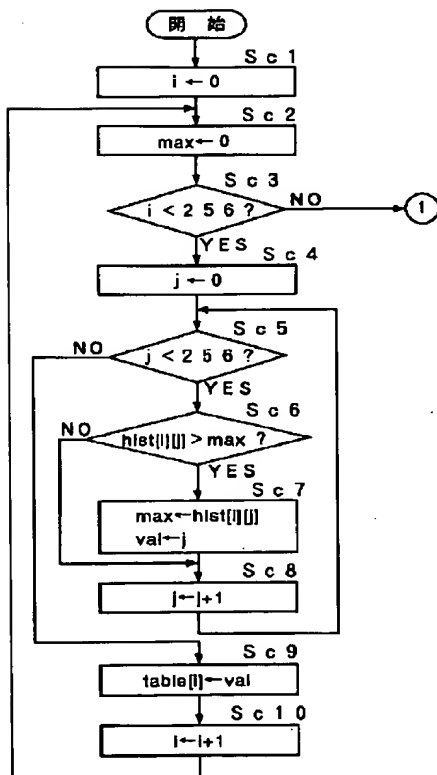 開 始
Sc1
i ← 0
Sc2
max← 0
Sc3
i < 256 ?
NO
1
YES
Sc4
j ← 0
Sc5
NO
j < 256 ?
YES
Sc6
NO
hist[i][j] > max ?
YES
Sc7
max←hist[i][j]
val←j
Sc8
j←j+1
Sc9
table[i]←val
Sc10
i←i+1